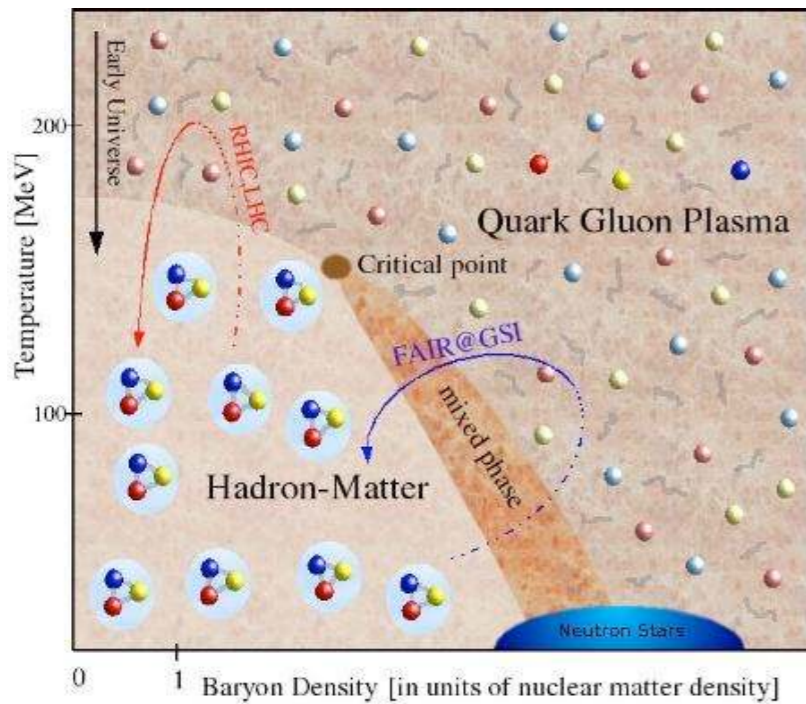 Early Universe
200
RHIC,LHC
Quark Gluon Plasma
Temperature [MeV]
Critical point
FAIR@GSI
100
mixed phase
Hadron-Matter
Neutron Stars
0
1
Baryon Density [in units of nuclear matter density]